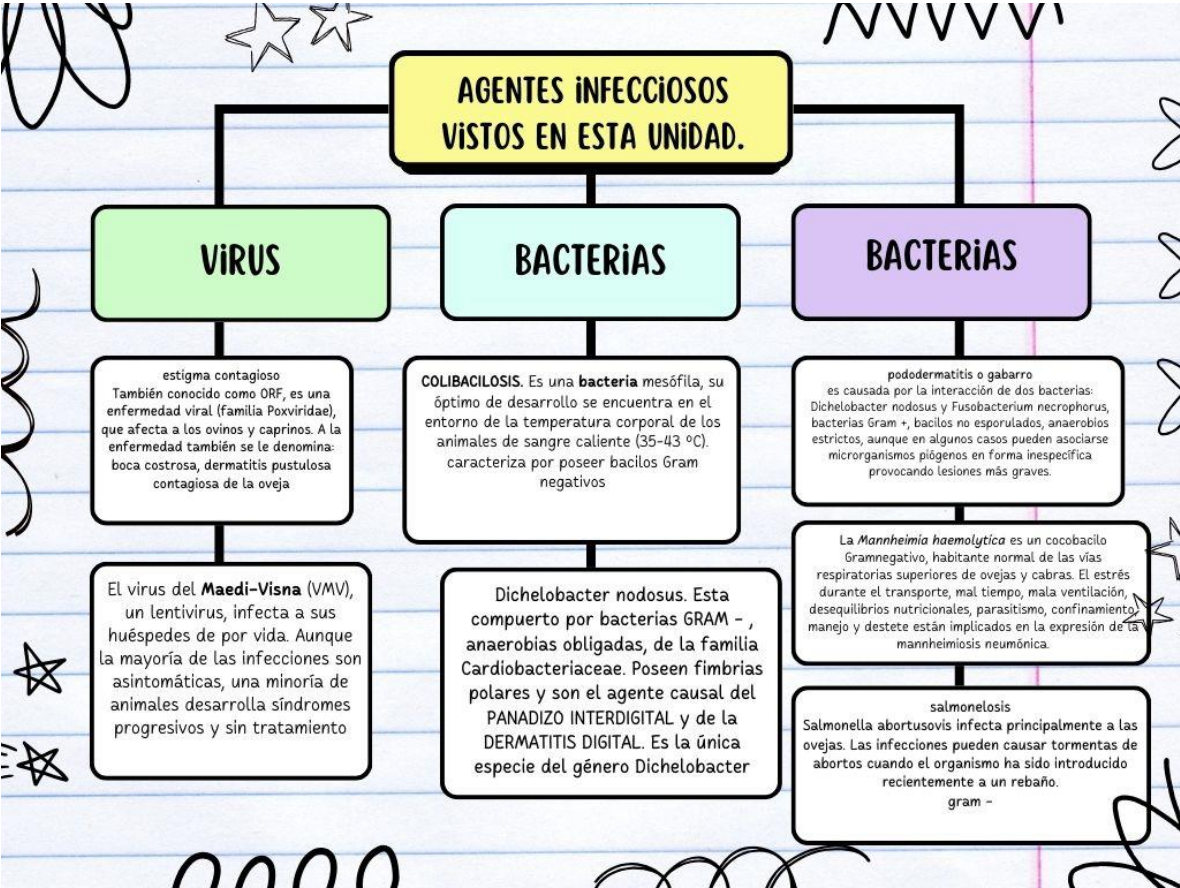 AGENTES INFECCIOSOS
VISTOS EN ESTA UNIDAD.
VIRUS
BACTERIAS
BACTERIAS
estigma contagioso
También conocido como ORF, es una
enfermedad viral (familia Poxviridae),
que afecta a los ovinos y caprinos. A la
enfermedad también se le denomina:
boca costrosa, dermatitis pustulosa
contagiosa de la oveja
El virus del Maedi-Visna (VMV),
un lentivirus, infecta a sus
huéspedes de por vida. Aunque
la mayoría de las infecciones son
asintomáticas, una minoría de
animales desarrolla síndromes
progresivos y sin tratamiento
COLIBACILOSIS. Es una bacteria mesófila, su
óptimo de desarrollo se encuentra en el
entorno de la temperatura corporal de los
animales de sangre caliente (35-43 ºC).
caracteriza por poseer bacilos Gram
negativos
Dichelobacter nodosus. Esta
compuerto por bacterias GRAM - ,
anaerobias obligadas, de la familia
Cardiobacteriaceae. Poseen fimbrias
polares y son el agente causal del
PANADIZO INTERDIGITAL y de la
DERMATITIS DIGITAL. Es la única
especie del género Dichelobacter
pododermatitis o gabarro
es causada por la interacción de dos bacterias:
Dichelobacter nodosus y Fusobacterium necrophorus,
bacterias Gram +, bacilos no esporulados, anaerobios
estrictos, aunque en algunos casos pueden asociarse
microrganismos piógenos en forma inespecífica
provocando lesiones más graves.
La Mannheimia haemolytica es un cocobacilo
Gramnegativo, habitante normal de las vías
respiratorias superiores de ovejas y cabras. El estrés
durante el transporte, mal tiempo, mala ventilación,
desequilibrios nutricionales, parasitismo, confinamiento,
manejo y destete están implicados en la expresión de la
mannheimiosis neumónica.
salmonelosis
Salmonella abortusovis infecta principalmente a las
ovejas. Las infecciones pueden causar tormentas de
abortos cuando el organismo ha sido introducido
recientemente a un rebaño.
gram -